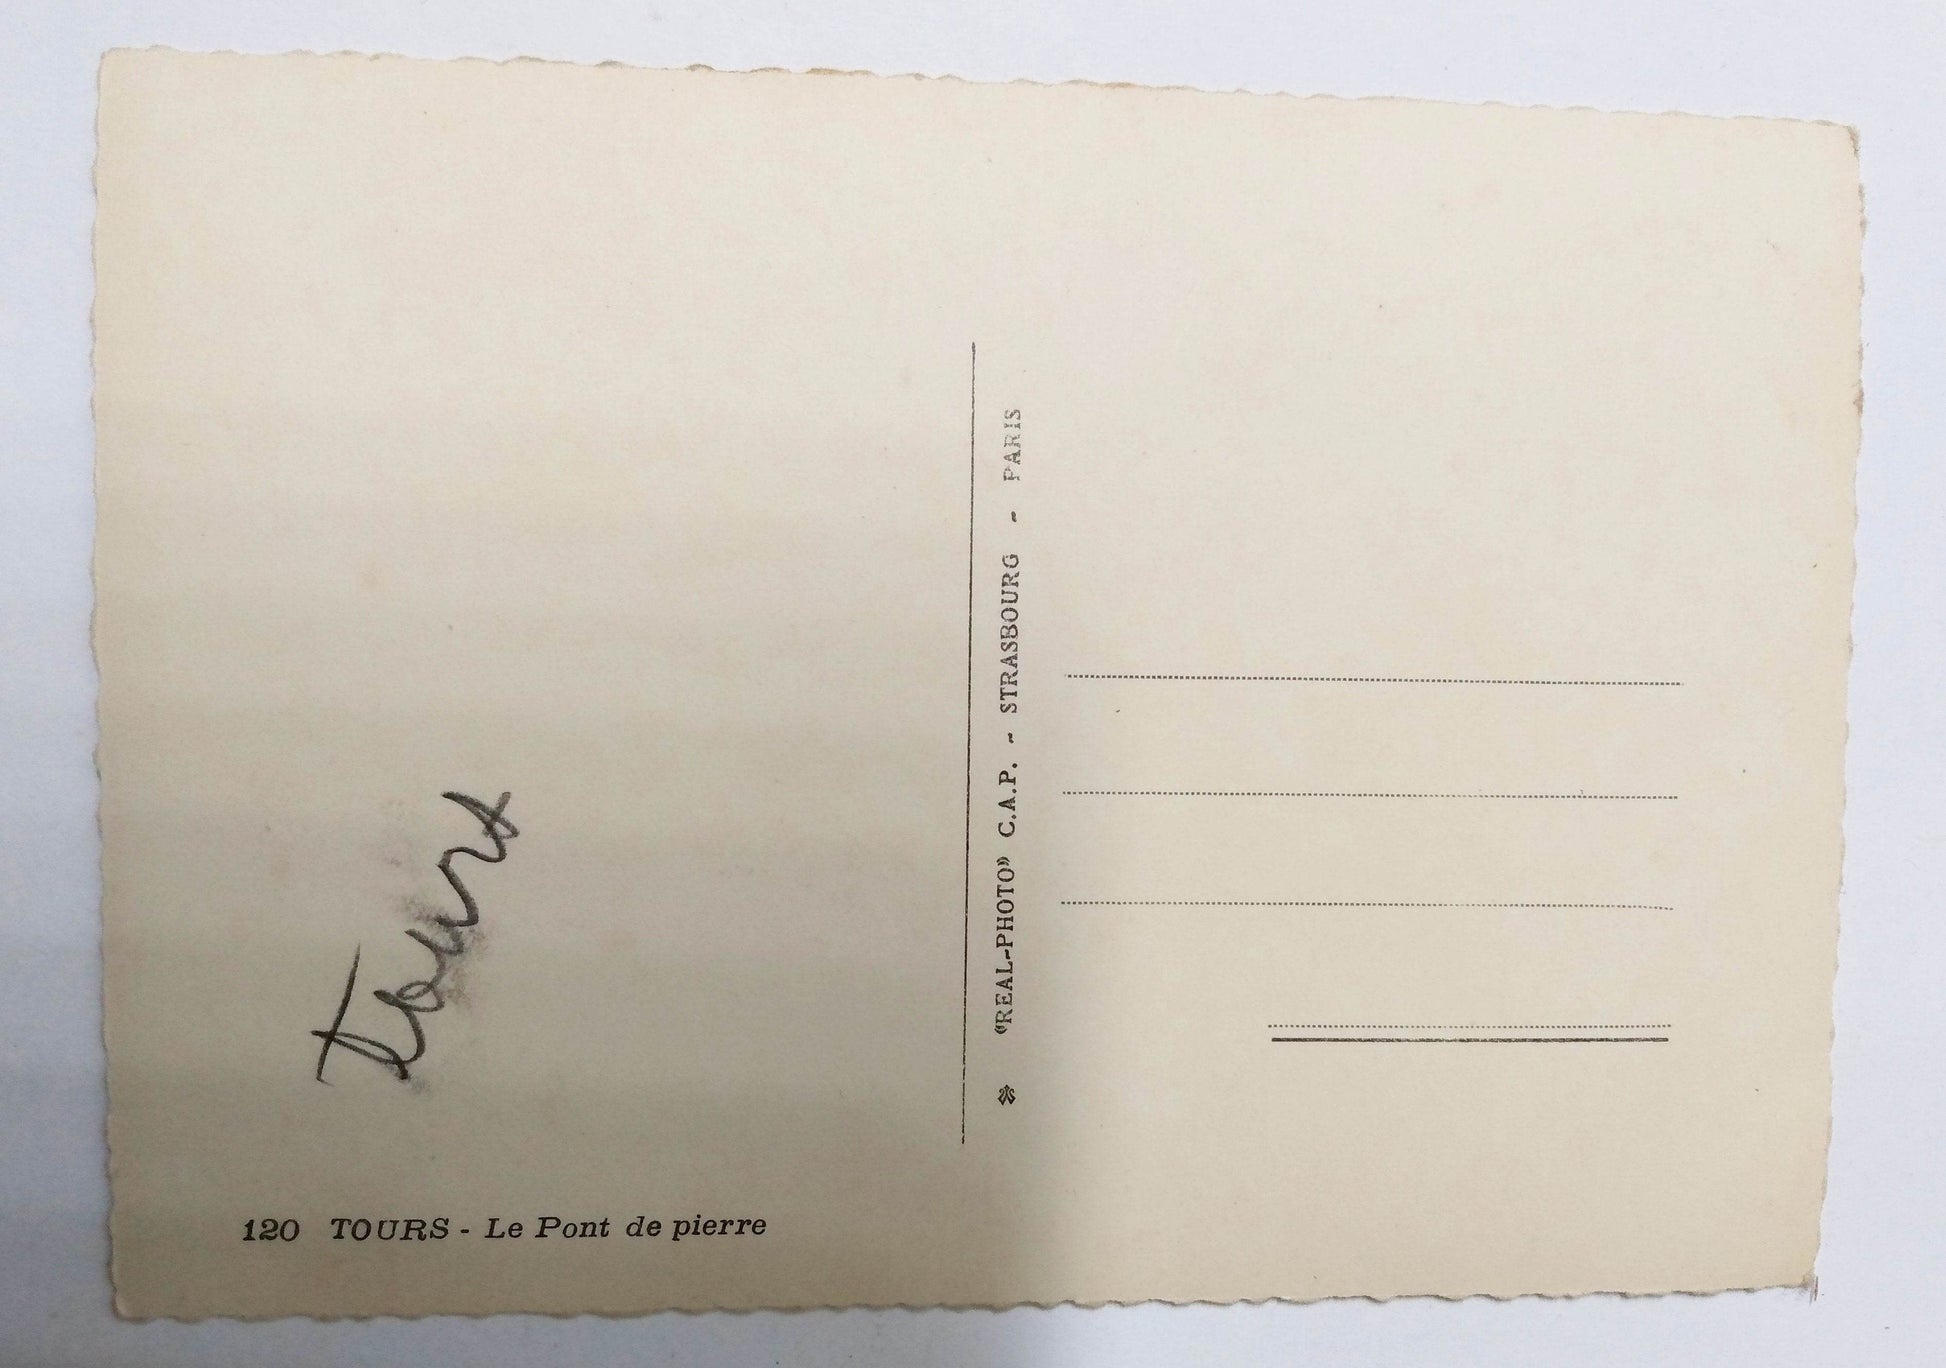 Tours
120 TOURS - Le Pont de pierre
"REAL-PHOTO" C.A.P. - STRASBOURG - PARIS